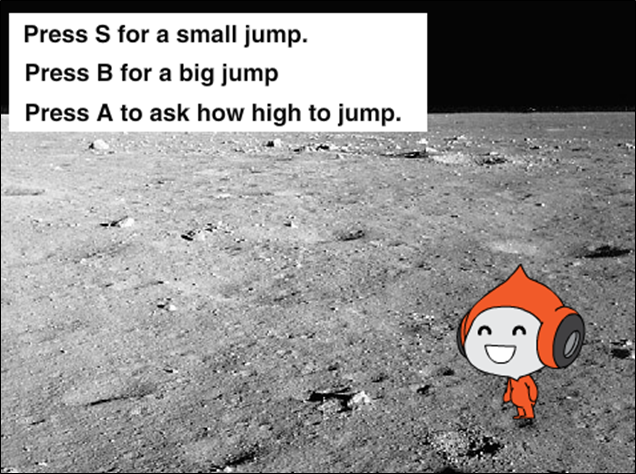 Press S for a small jump.
Press B for a big jump
Press A to ask how high to jump.